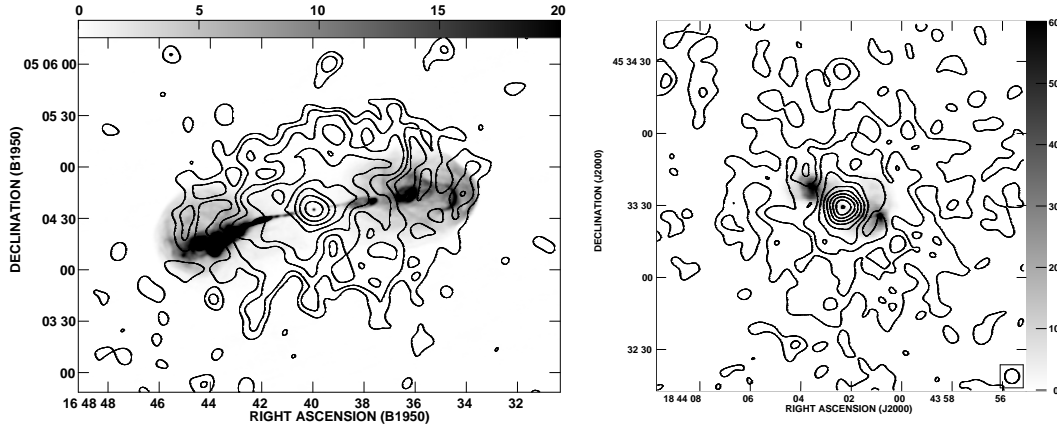 0 5 10 15 20
05 06 00
05 30
00
04 30
00
03 30
00
DECLINATION (B1950)
16 48 48 46 44 42 40 38 36 34 32
RIGHT ASCENSION (B1950)
45 34 30
00
33 30
00
32 30
DECLINATION (J2000)
18 44 08 06 04 02 00 43 58 56
RIGHT ASCENSION (J2000)
60
50
40
30
20
10
0